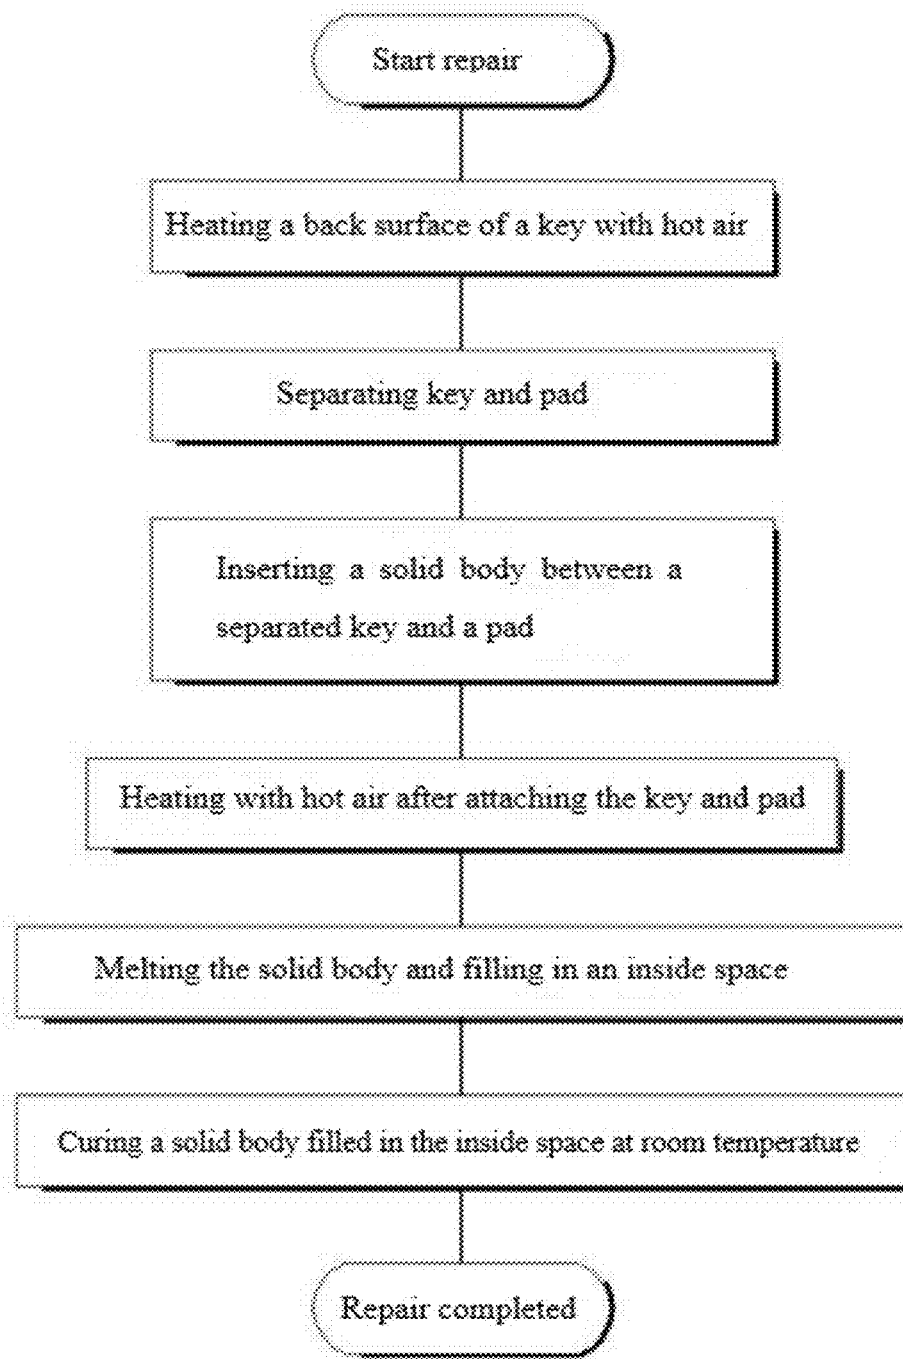 Start repair
Heating a back surface of a key with hot air
Separating key and pad
Inserting a solid body between a
separated key and a pad
Heating with hot air after attaching the key and pad
Melting the solid body and filling in an inside space
Curing a solid body filled in the inside space at room temperature
Repair completed